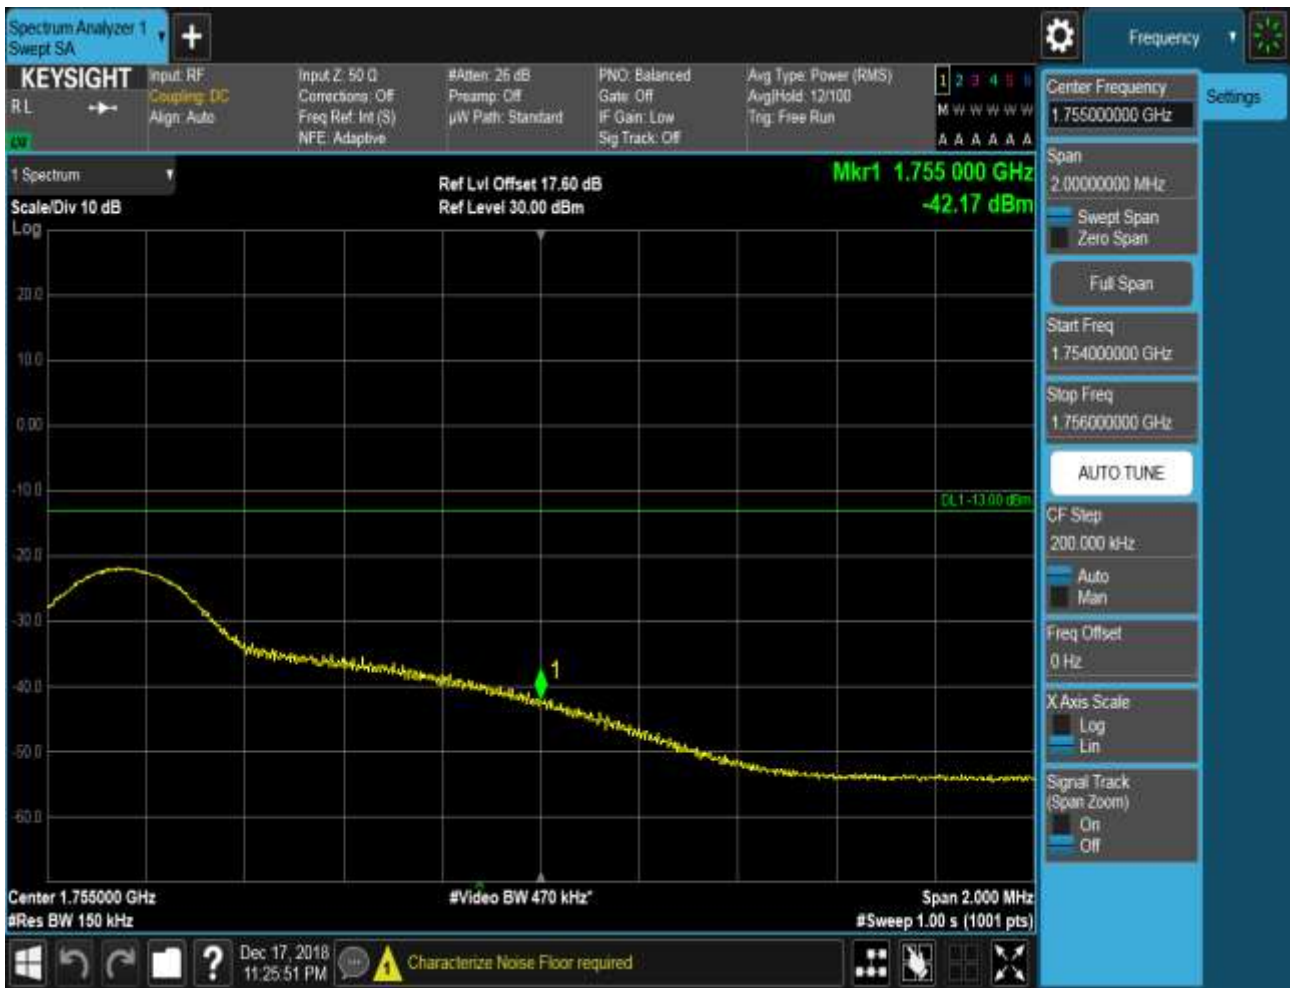 Spectrum Analyzer 1
Swept SA
Frequency
KEYSIGHT
R L
Input: RF
Coupling: DC
Align: Auto
Input Z: 50 Ω
Corrections: Off
Freq Ref: Int (S)
NFE: Adaptive
#Atten: 26 dB
Preamp: Off
µW Path: Standard
PNO: Balanced
Gate: Off
IF Gain: Low
Sig Track: Off
Avg Type: Power (RMS)
Avg|Hold: 12/100
Trig: Free Run
1 2 3 4 5 6
M W W W W W
A A A A A A
1 Spectrum
Scale/Div 10 dB
Log
Ref Lvl Offset 17.60 dB
Ref Level 30.00 dBm
Mkr1 1.755 000 GHz
-42.17 dBm
20.0
10.0
0.00
-10.0
DL1 -13.00 dBm
-20.0
-30.0
1
-40.0
-50.0
-60.0
Center 1.755000 GHz
#Res BW 150 kHz
#Video BW 470 kHz*
Span 2.000 MHz
#Sweep 1.00 s (1001 pts)
Center Frequency
1.755000000 GHz
Settings
Span
2.00000000 MHz
Swept Span
Zero Span
Full Span
Start Freq
1.754000000 GHz
Stop Freq
1.756000000 GHz
AUTO TUNE
CF Step
200.000 kHz
Auto
Man
Freq Offset
0 Hz
X Axis Scale
Log
Lin
Signal Track
(Span Zoom)
On
Off
?
Dec 17, 2018
11:25:51 PM
1
Characterize Noise Floor required